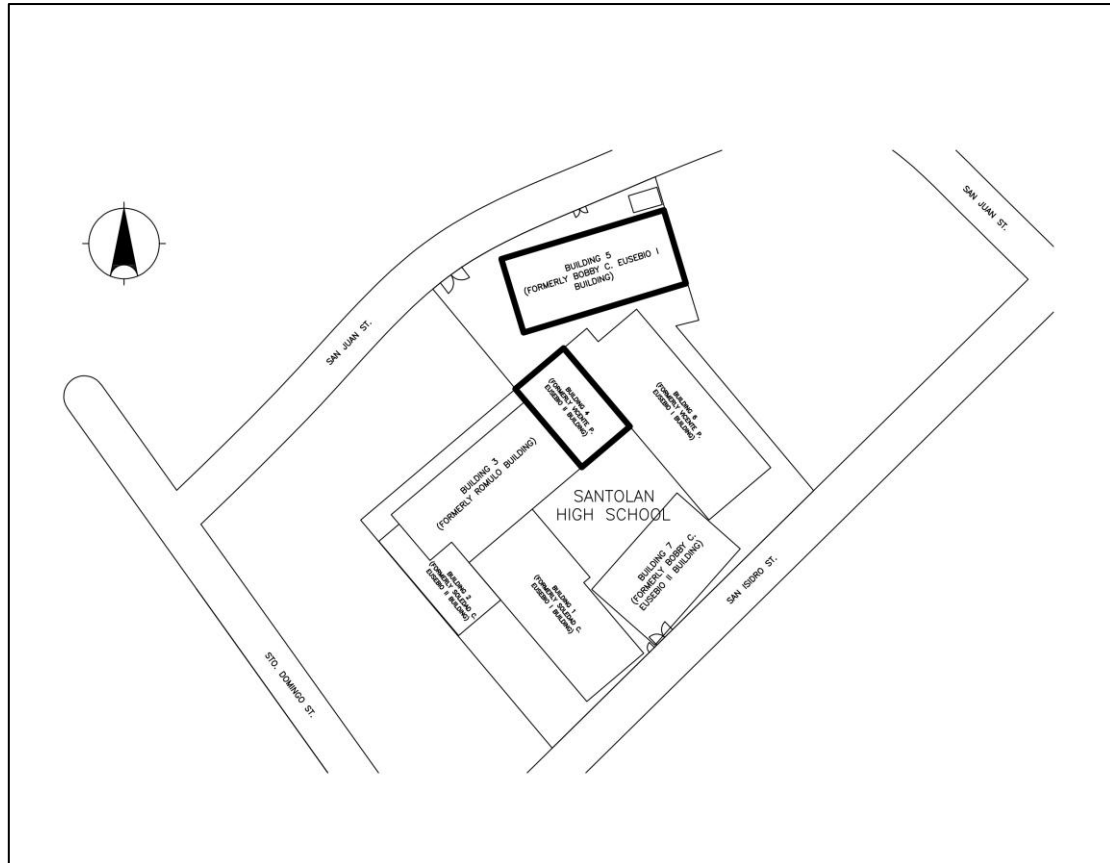 SAN JUAN ST.
BUILDING 5
(FORMERLY BOBBY C. EUSEBIO I
BUILDING)
SAN JUAN ST.
BUILDING 4
(FORMERLY VICENTE P.
EUSEBIO II BUILDING)
BUILDING 6
(FORMERLY VICENTE P.
EUSEBIO I BUILDING)
BUILDING 3
(FORMERLY ROMULO BUILDING)
SANTOLAN
HIGH SCHOOL
BUILDING 7
(FORMERLY BOBBY C.
EUSEBIO II BUILDING)
BUILDING 2
(FORMERLY SOLEDAD C.
EUSEBIO II BUILDING)
BUILDING 1
(FORMERLY SOLEDAD C.
EUSEBIO I BUILDING)
SAN ISIDRO ST.
STO. DOMINGO ST.